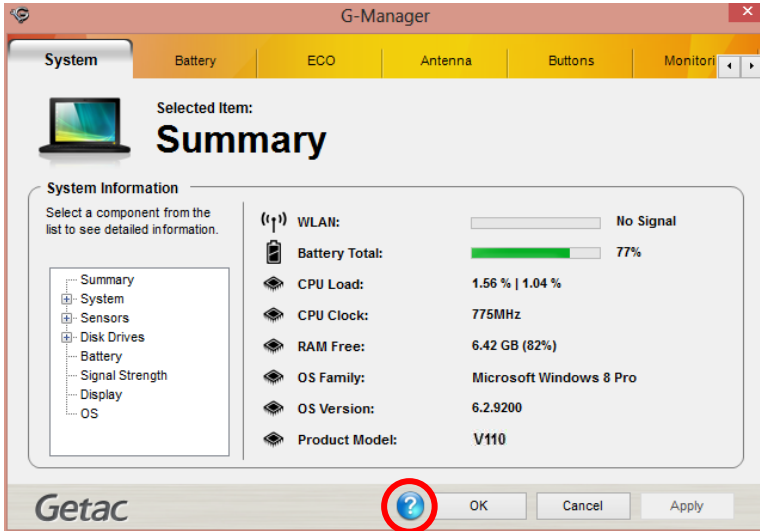 G-Manager
System Battery ECO Antenna Buttons Monitori
Selected Item:
Summary
System Information
Select a component from the
list to see detailed information.
Summary
System
Sensors
Disk Drives
Battery
Signal Strength
Display
OS
WLAN: No Signal
Battery Total: 77%
CPU Load: 1.56 % | 1.04 %
CPU Clock: 775MHz
RAM Free: 6.42 GB (82%)
OS Family: Microsoft Windows 8 Pro
OS Version: 6.2.9200
Product Model: V110
Getac ? OK Cancel Apply